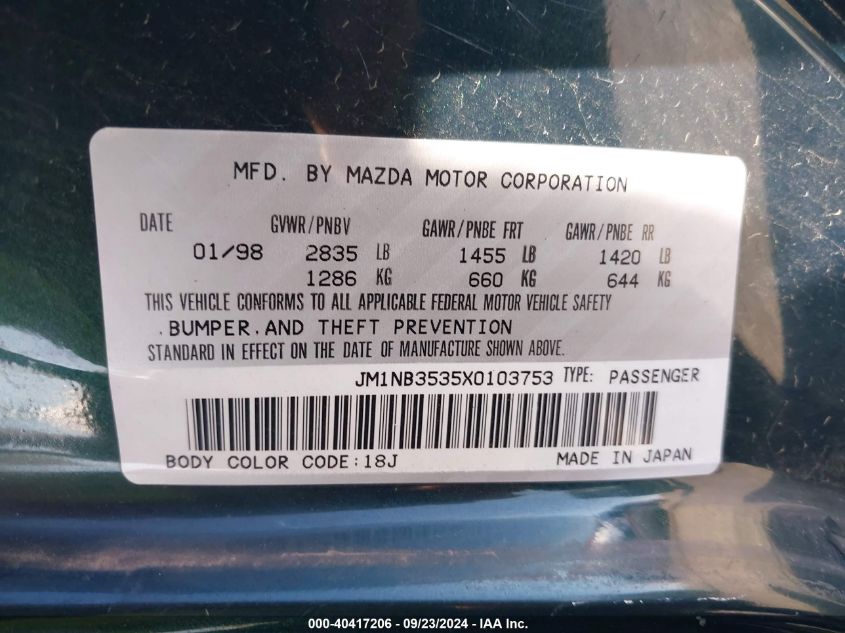 MFD. BY MAZDA MOTOR CORPORATION
DATE GVWR/PNBV GAWR/PNBE FRT GAWR/PNBE RR
01/98 2835 LB 1455 LB 1420 LB
1286 KG 660 KG 644 KG
THIS VEHICLE CONFORMS TO ALL APPLICABLE FEDERAL MOTOR VEHICLE SAFETY
.BUMPER.AND THEFT PREVENTION
STANDARD IN EFFECT ON THE DATE OF MANUFACTURE SHOWN ABOVE.
JM1NB3535X0103753 TYPE: PASSENGER
BODY COLOR CODE:18J MADE IN JAPAN
000-40417206 - 09/23/2024 - IAA Inc.